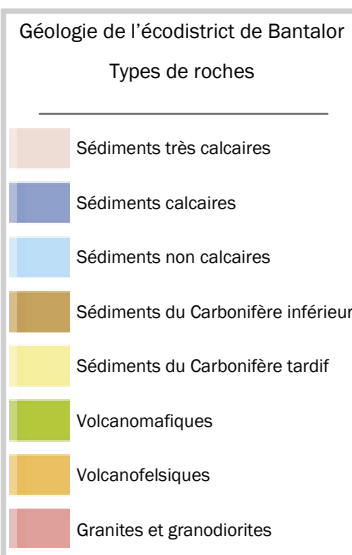 Géologie de l’écodistrict de Bantalor
Types de roches
Sédiments très calcaires
Sédiments calcaires
Sédiments non calcaires
Sédiments du Carbonifère inférieur
Sédiments du Carbonifère tardif
Volcanomafiques
Volcanofelsiques
Granites et granodiorites